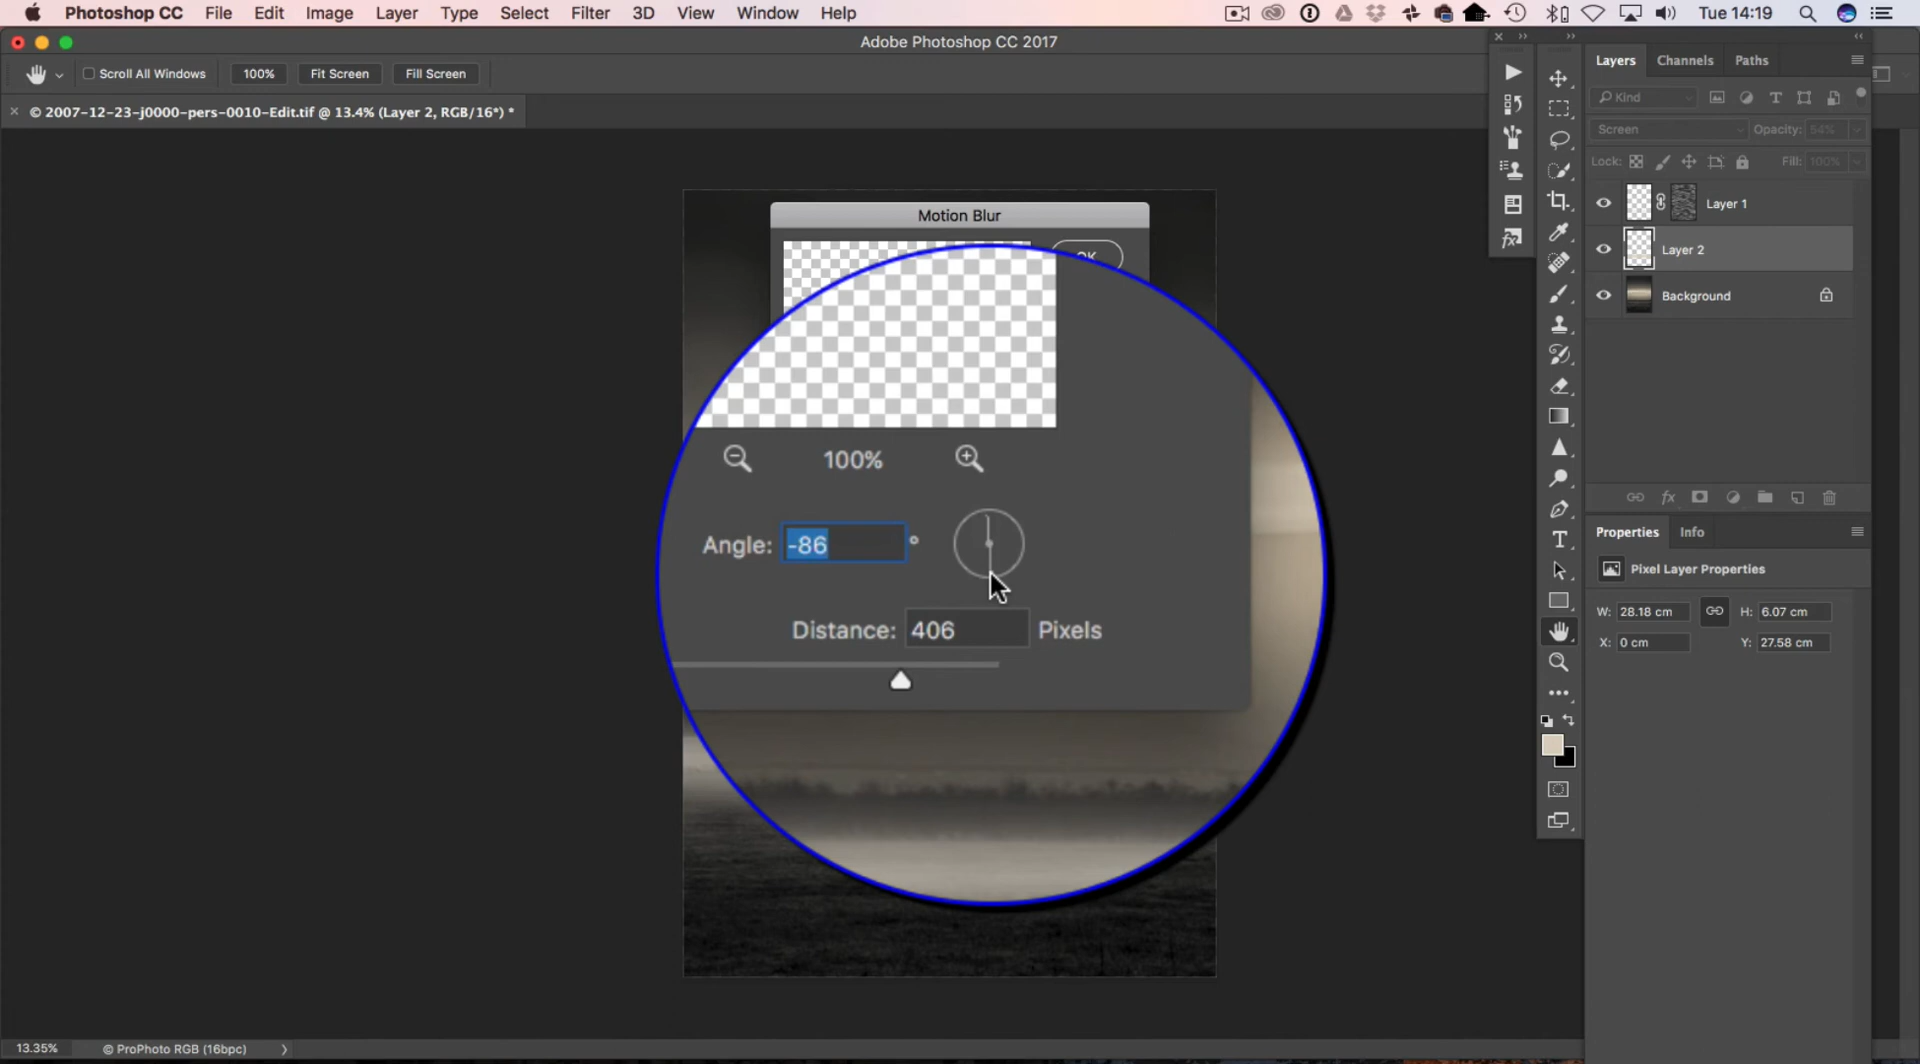 Photoshop CC File Edit Image Layer Type Select Filter 3D View Window Help Tue 14:19
Adobe Photoshop CC 2017
Scroll All Windows 100% Fit Screen Fill Screen
© 2007-12-23-j0000-pers-0010-Edit.tif @ 13.4% (Layer 2, RGB/16*) *
Motion Blur
OK
100%
Angle: -86 °
Distance: 406 Pixels
Layers Channels Paths
Kind
Screen Opacity: 54%
Lock: Fill: 100%
Layer 1
Layer 2
Background
Properties Info
Pixel Layer Properties
W: 28.18 cm H: 6.07 cm
X: 0 cm Y: 27.58 cm
13.35% © ProPhoto RGB (16bpc)